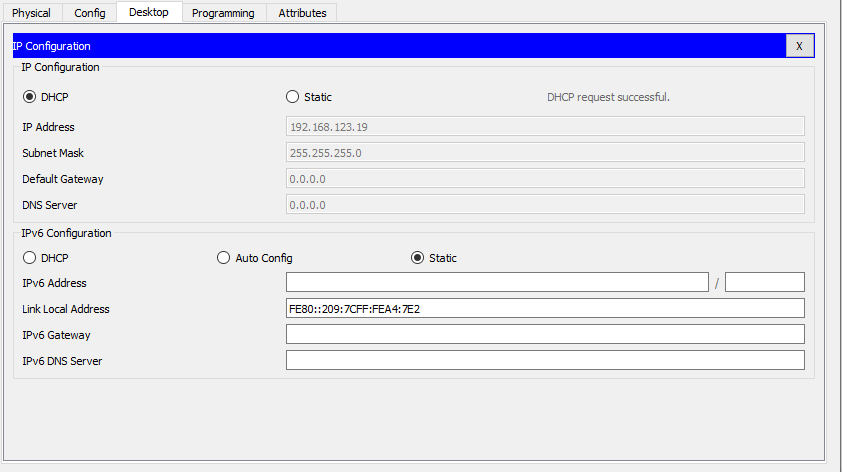 Physical Config Desktop Programming Attributes
IP Configuration X
IP Configuration
DHCP Static DHCP request successful.
IP Address 192.168.123.19
Subnet Mask 255.255.255.0
Default Gateway 0.0.0.0
DNS Server 0.0.0.0
IPv6 Configuration
DHCP Auto Config Static
IPv6 Address /
Link Local Address FE80::209:7CFF:FEA4:7E2
IPv6 Gateway
IPv6 DNS Server